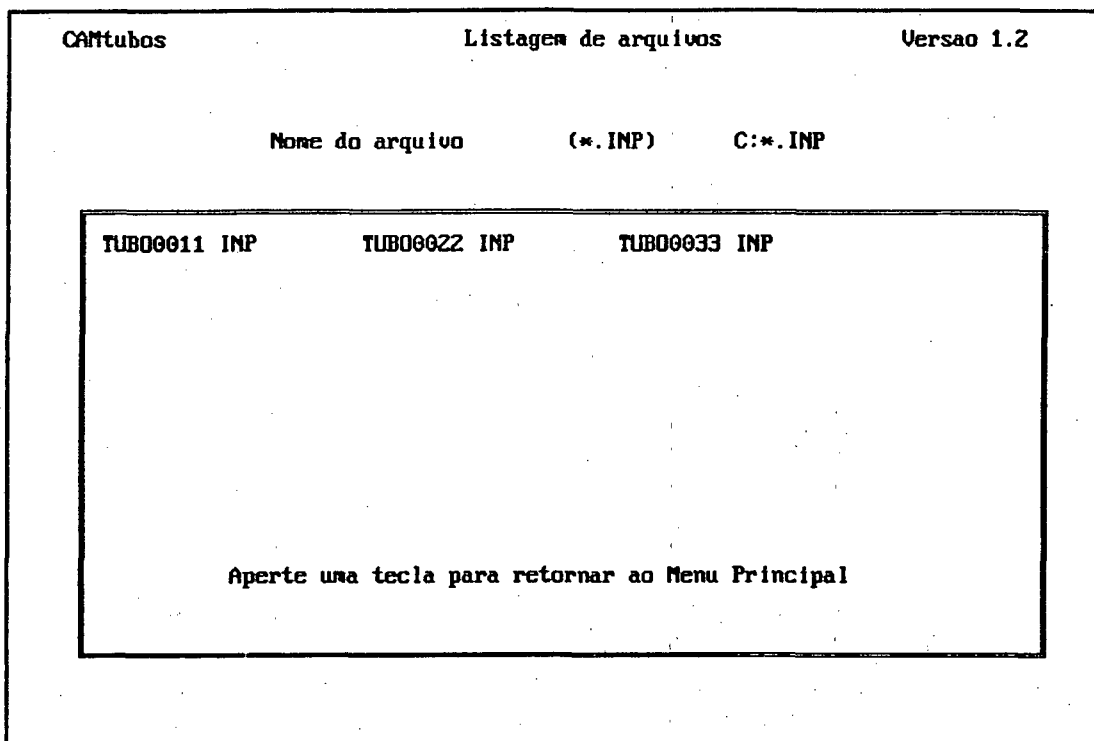 CAMtubos Listagem de arquivos Versao 1.2
Nome do arquivo (*.INP) C:*.INP
TUBO0011 INP TUBO0022 INP TUBO0033 INP
Aperte uma tecla para retornar ao Menu Principal